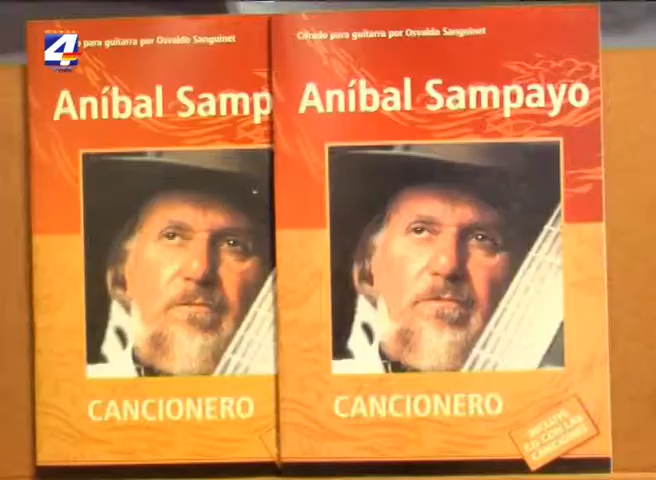 4
para guitarra por Osvaldo Sanguinet
Aníbal Samp
CANCIONERO
Cifrado para guitarra por Osvaldo Sanguinet
Aníbal Sampayo
CANCIONERO
INCLUYE
CD CON LAS
CANCIONES